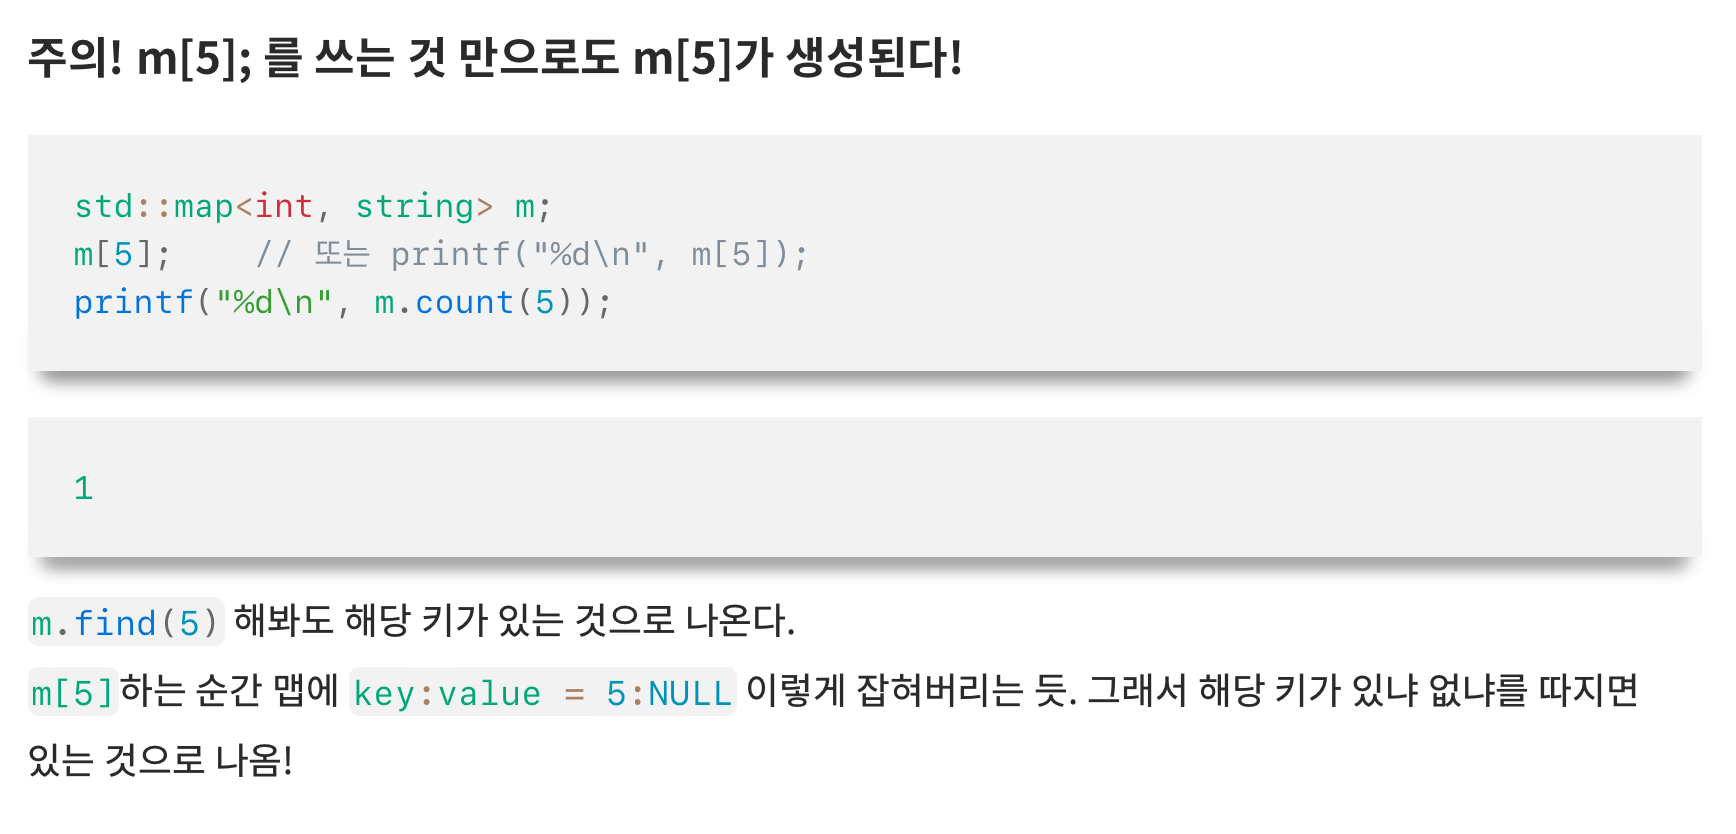 주의! m[5]; 를 쓰는 것 만으로도 m[5]가 생성된다!
std::map<int, string> m;
m[5];    // 또는 printf("%d\n", m[5]);
printf("%d\n", m.count(5));
1
m.find(5) 해봐도 해당 키가 있는 것으로 나온다.
m[5]하는 순간 맵에 key:value = 5:NULL 이렇게 잡혀버리는 듯. 그래서 해당 키가 있냐 없냐를 따지면
있는 것으로 나옴!